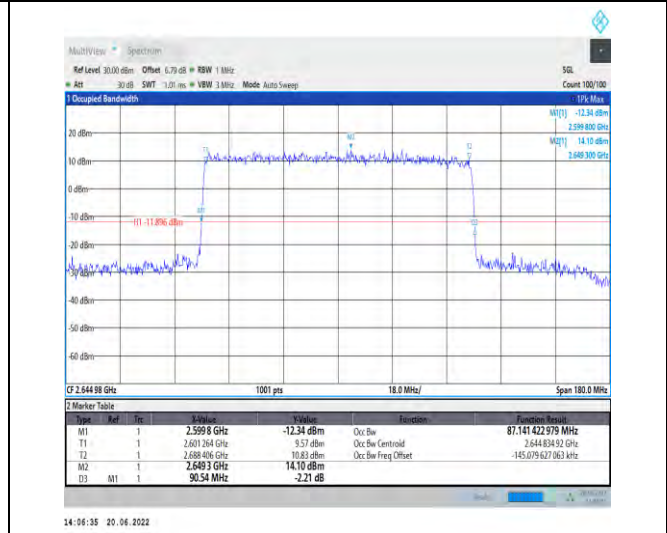 MultiView Spectrum
Ref Level 30.00 dBm Offset 6.79 dB RBW 1 MHz SGL
Att 30 dB SWT 1.01 ms VBW 3 MHz Mode Auto Sweep Count 100/100
1 Occupied Bandwidth 1Pk Max
M1[1] -12.34 dBm
2.599 800 GHz
M2[1] 14.10 dBm
2.649 300 GHz
20 dBm
M2
T1
T2
10 dBm
0 dBm
-10 dBm
M1
H1 -11.896 dBm
D3
-20 dBm
-30 dBm
-40 dBm
-50 dBm
-60 dBm
CF 2.644 98 GHz 1001 pts 18.0 MHz/ Span 180.0 MHz
2 Marker Table
Type Ref Trc X-Value Y-Value Function Function Result
M1 1 2.599 8 GHz -12.34 dBm Occ Bw 87.141 422 979 MHz
T1 1 2.601 264 GHz 9.57 dBm Occ Bw Centroid 2.644 834 92 GHz
T2 1 2.688 406 GHz 10.83 dBm Occ Bw Freq Offset -145.079 627 063 kHz
M2 1 2.649 3 GHz 14.10 dBm
D3 M1 1 90.54 MHz -2.21 dB
14:06:35 20.06.2022